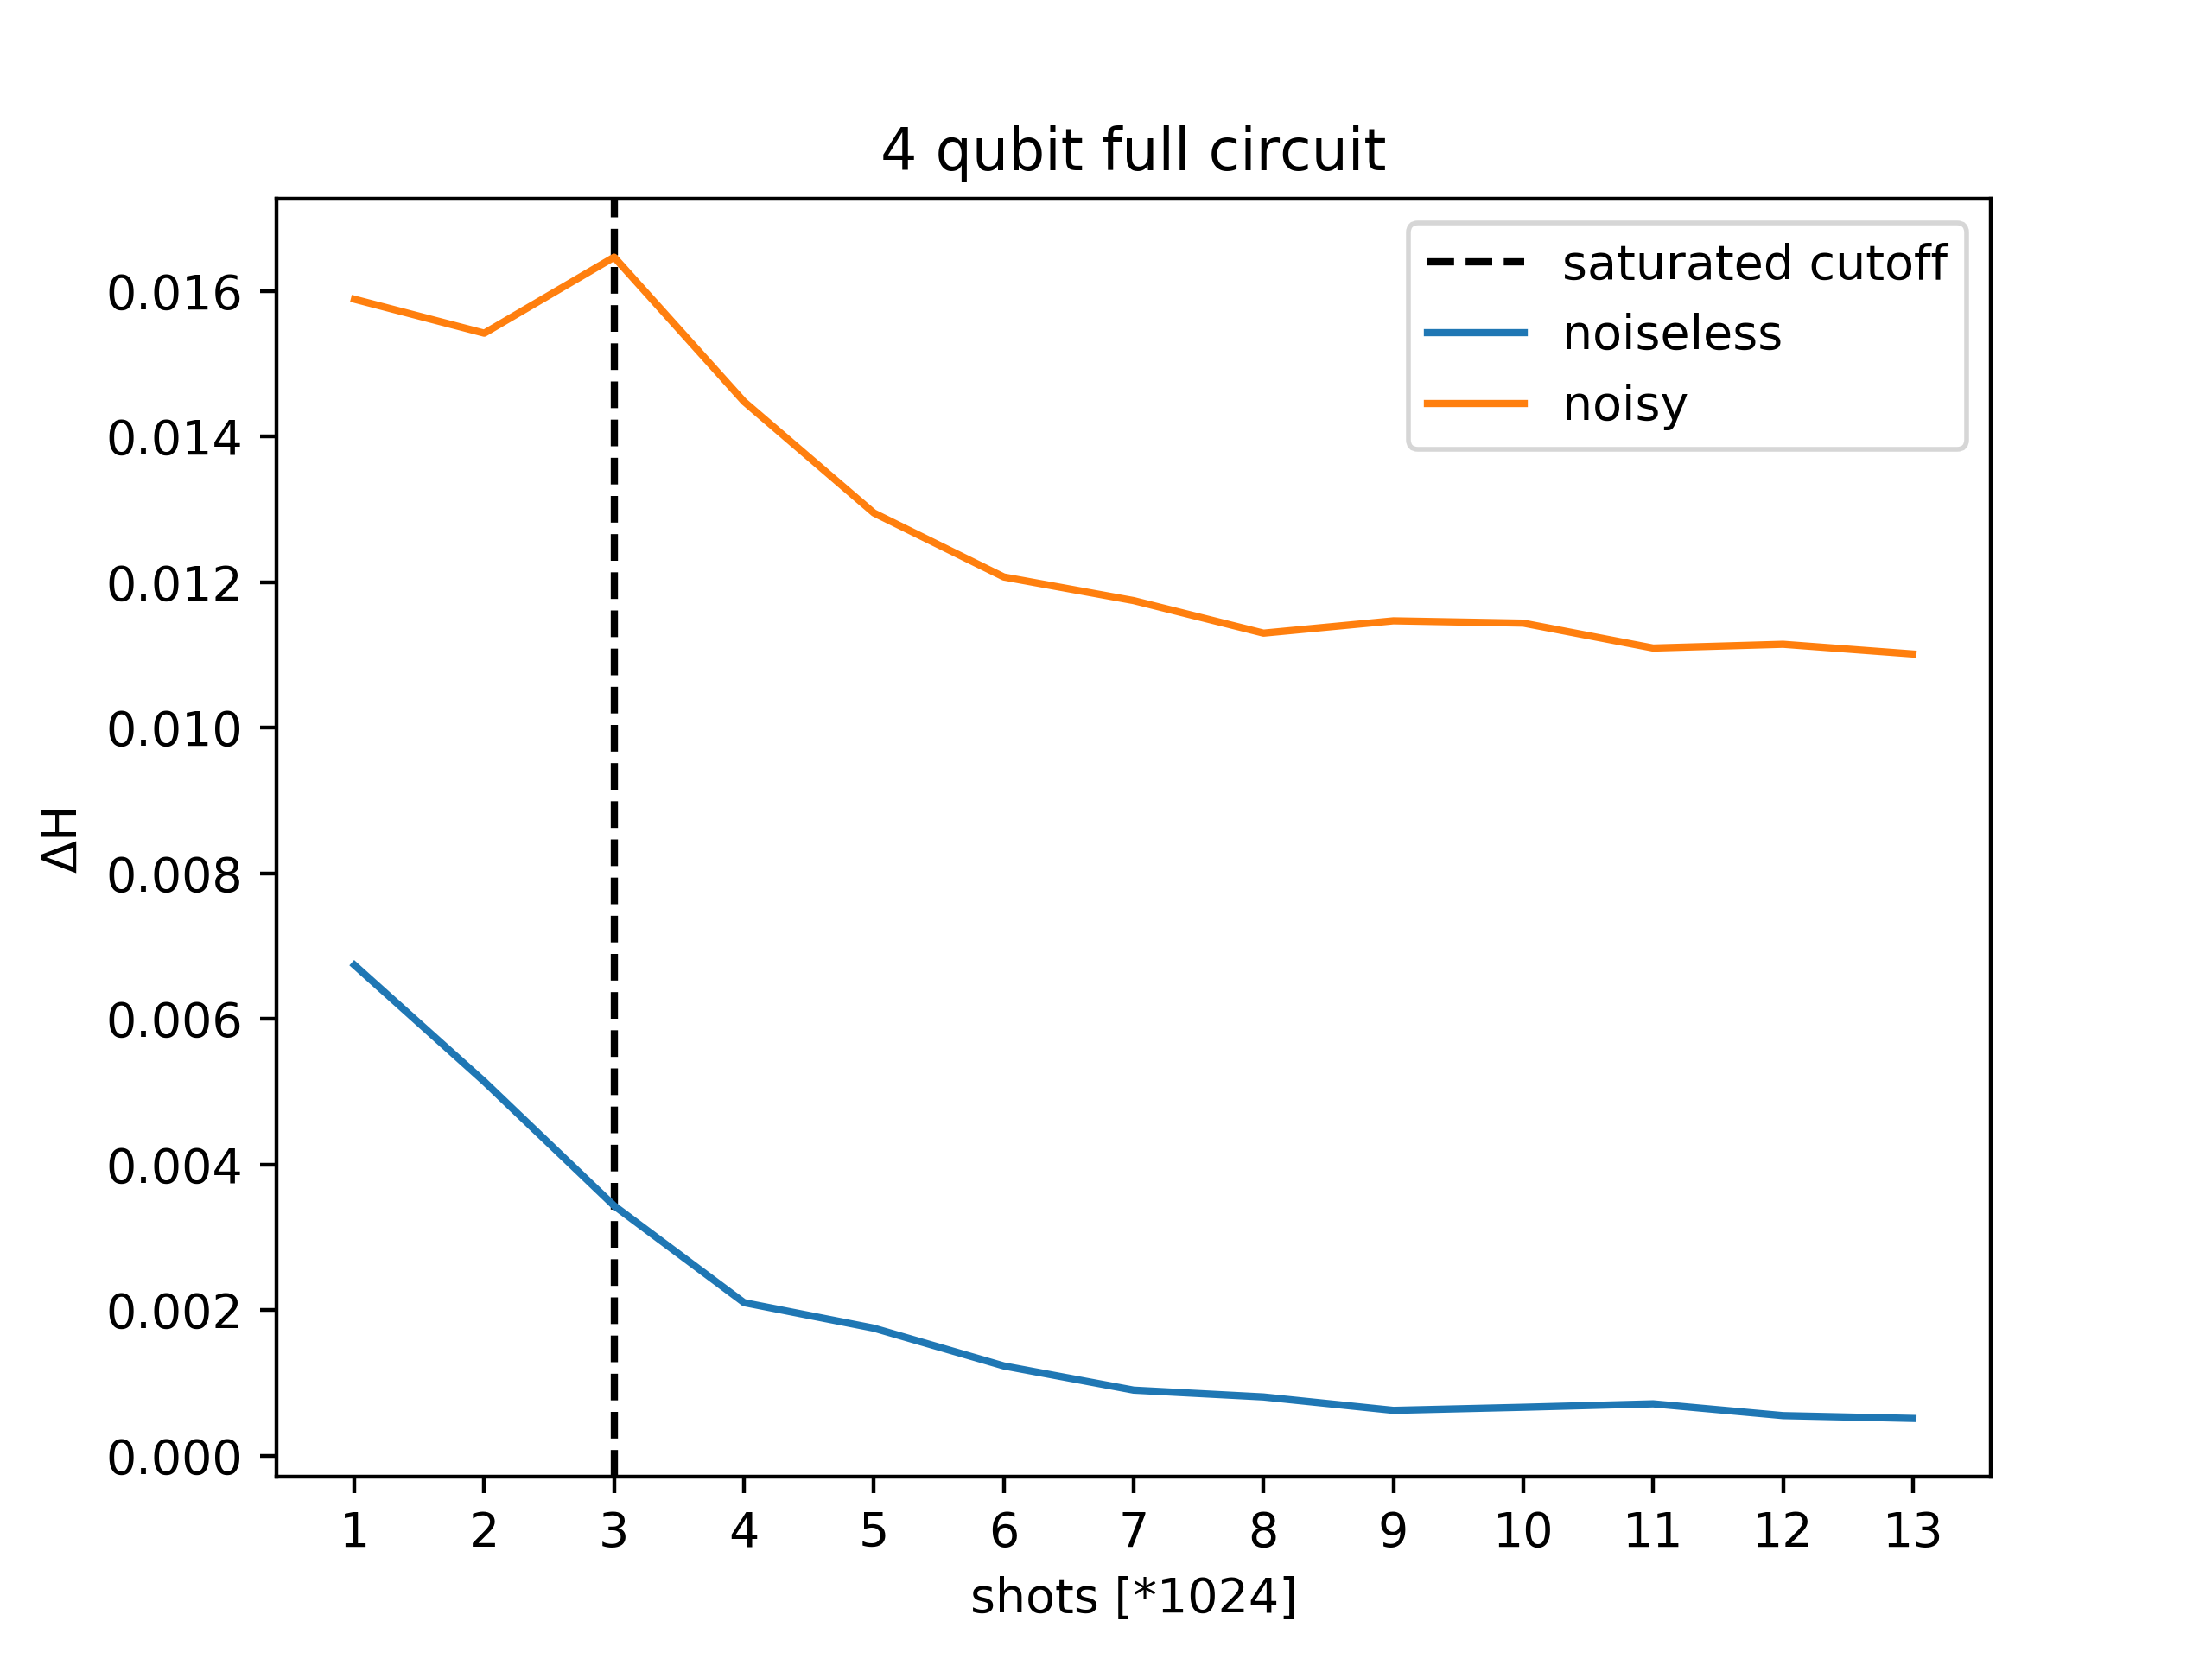 4 qubit full circuit
saturated cutoff
noiseless
noisy
0.016
0.014
0.012
0.010
0.008
0.006
0.004
0.002
0.000
ΔH
1 2 3 4 5 6 7 8 9 10 11 12 13
shots [*1024]